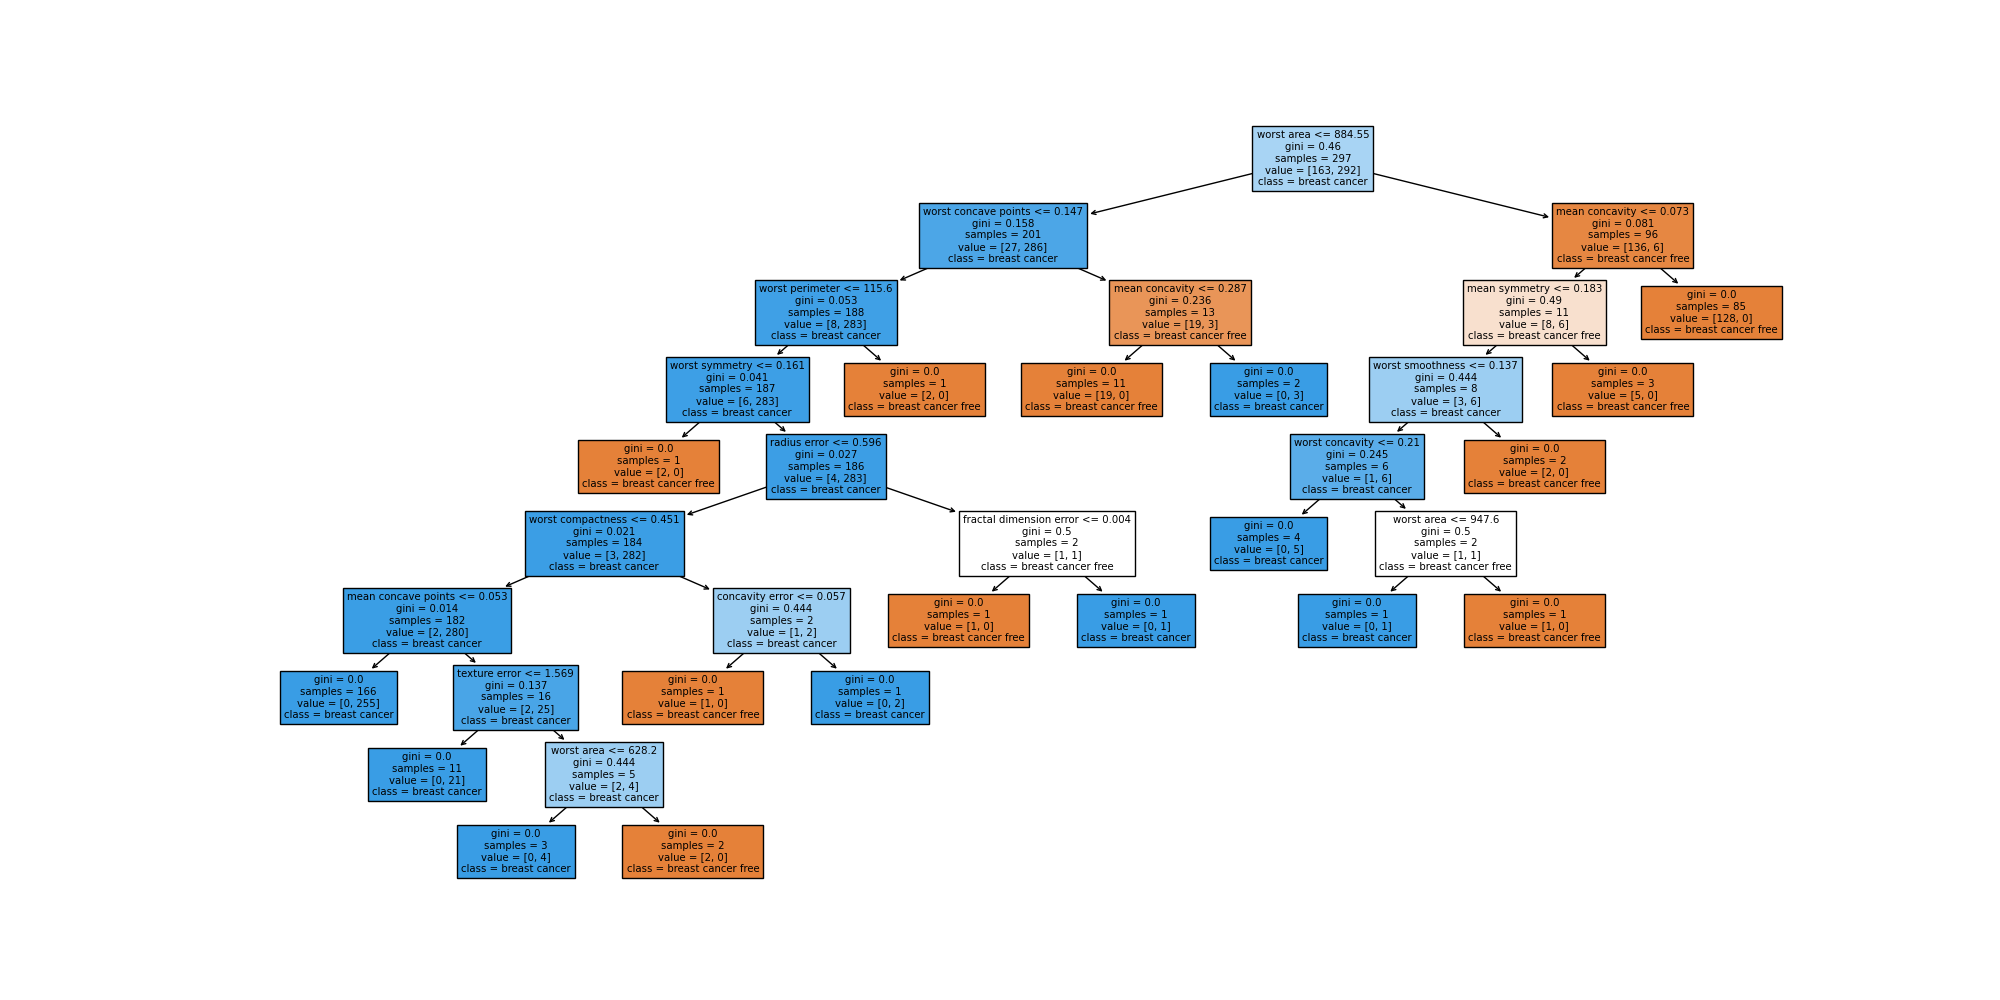 worst area <= 884.55
gini = 0.46
samples = 297
value = [163, 292]
class = breast cancer
worst concave points <= 0.147
gini = 0.158
samples = 201
value = [27, 286]
class = breast cancer
mean concavity <= 0.073
gini = 0.081
samples = 96
value = [136, 6]
class = breast cancer free
worst perimeter <= 115.6
gini = 0.053
samples = 188
value = [8, 283]
class = breast cancer
mean concavity <= 0.287
gini = 0.236
samples = 13
value = [19, 3]
class = breast cancer free
mean symmetry <= 0.183
gini = 0.49
samples = 11
value = [8, 6]
class = breast cancer free
gini = 0.0
samples = 85
value = [128, 0]
class = breast cancer free
worst symmetry <= 0.161
gini = 0.041
samples = 187
value = [6, 283]
class = breast cancer
gini = 0.0
samples = 1
value = [2, 0]
class = breast cancer free
gini = 0.0
samples = 11
value = [19, 0]
class = breast cancer free
gini = 0.0
samples = 2
value = [0, 3]
class = breast cancer
worst smoothness <= 0.137
gini = 0.444
samples = 8
value = [3, 6]
class = breast cancer
gini = 0.0
samples = 3
value = [5, 0]
class = breast cancer free
gini = 0.0
samples = 1
value = [2, 0]
class = breast cancer free
radius error <= 0.596
gini = 0.027
samples = 186
value = [4, 283]
class = breast cancer
worst concavity <= 0.21
gini = 0.245
samples = 6
value = [1, 6]
class = breast cancer
gini = 0.0
samples = 2
value = [2, 0]
class = breast cancer free
worst compactness <= 0.451
gini = 0.021
samples = 184
value = [3, 282]
class = breast cancer
fractal dimension error <= 0.004
gini = 0.5
samples = 2
value = [1, 1]
class = breast cancer free
gini = 0.0
samples = 4
value = [0, 5]
class = breast cancer
worst area <= 947.6
gini = 0.5
samples = 2
value = [1, 1]
class = breast cancer free
mean concave points <= 0.053
gini = 0.014
samples = 182
value = [2, 280]
class = breast cancer
concavity error <= 0.057
gini = 0.444
samples = 2
value = [1, 2]
class = breast cancer
gini = 0.0
samples = 1
value = [1, 0]
class = breast cancer free
gini = 0.0
samples = 1
value = [0, 1]
class = breast cancer
gini = 0.0
samples = 1
value = [0, 1]
class = breast cancer
gini = 0.0
samples = 1
value = [1, 0]
class = breast cancer free
gini = 0.0
samples = 166
value = [0, 255]
class = breast cancer
texture error <= 1.569
gini = 0.137
samples = 16
value = [2, 25]
class = breast cancer
gini = 0.0
samples = 1
value = [1, 0]
class = breast cancer free
gini = 0.0
samples = 1
value = [0, 2]
class = breast cancer
gini = 0.0
samples = 11
value = [0, 21]
class = breast cancer
worst area <= 628.2
gini = 0.444
samples = 5
value = [2, 4]
class = breast cancer
gini = 0.0
samples = 3
value = [0, 4]
class = breast cancer
gini = 0.0
samples = 2
value = [2, 0]
class = breast cancer free